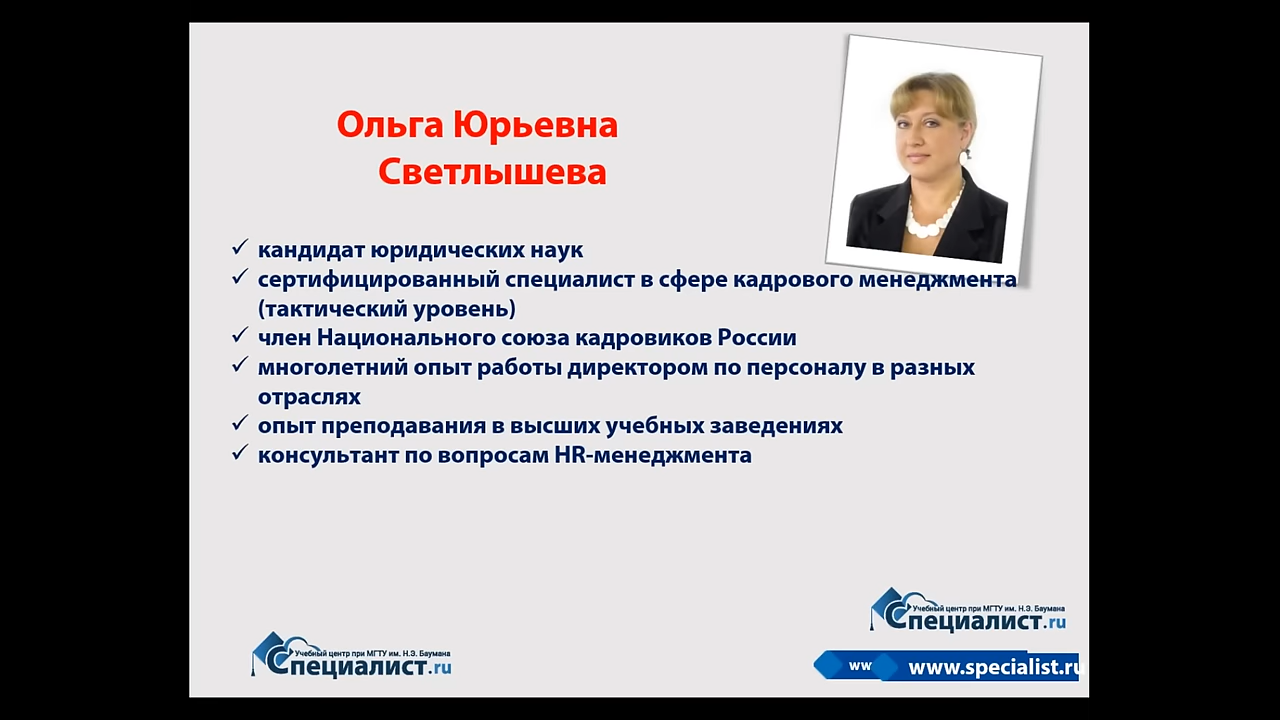 Ольга Юрьевна
Светлышева
кандидат юридических наук
сертифицированный специалист в сфере кадрового менеджмента
(тактический уровень)
член Национального союза кадровиков России
многолетний опыт работы директором по персоналу в разных
отраслях
опыт преподавания в высших учебных заведениях
консультант по вопросам HR-менеджмента
Учебный центр при МГТУ им. Н.Э. Баумана
Специалист.ru
Учебный центр при МГТУ им. Н.Э. Баумана
Специалист.ru
ww
www.specialist.ru